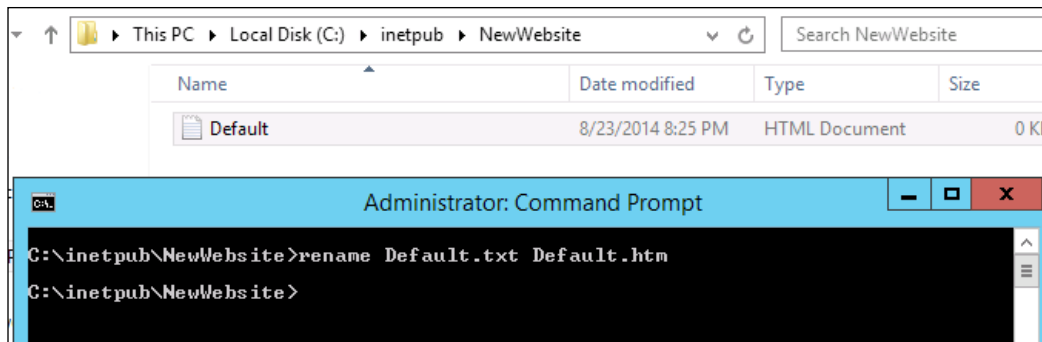 This PC Local Disk (C:) inetpub NewWebsite Search NewWebsite
Name Date modified Type Size
Default 8/23/2014 8:25 PM HTML Document 0 K
C:\. Administrator: Command Prompt
C:\inetpub\NewWebsite>rename Default.txt Default.htm
C:\inetpub\NewWebsite>